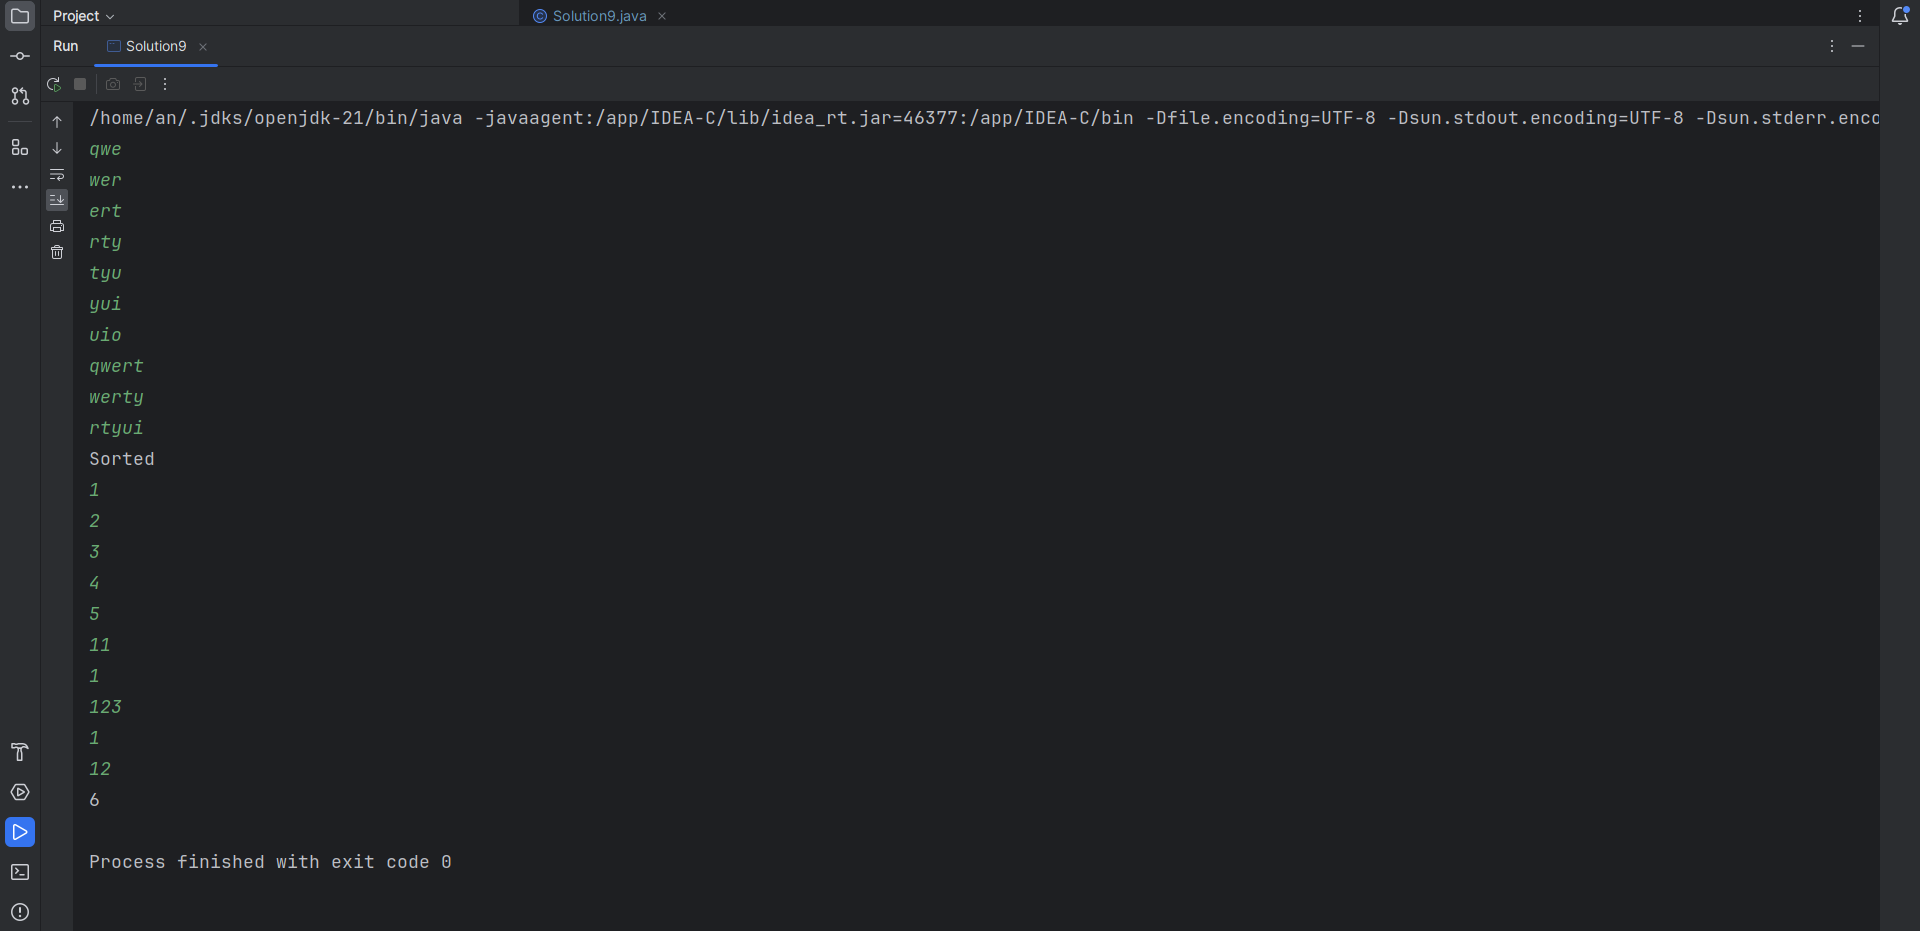 Project
Solution9.java
Run Solution9
/home/an/.jdks/openjdk-21/bin/java -javaagent:/app/IDEA-C/lib/idea_rt.jar=46377:/app/IDEA-C/bin -Dfile.encoding=UTF-8 -Dsun.stdout.encoding=UTF-8 -Dsun.stderr.enco
qwe
wer
ert
rty
tyu
yui
uio
qwert
werty
rtyui
Sorted
1
2
3
4
5
11
1
123
1
12
6
Process finished with exit code 0